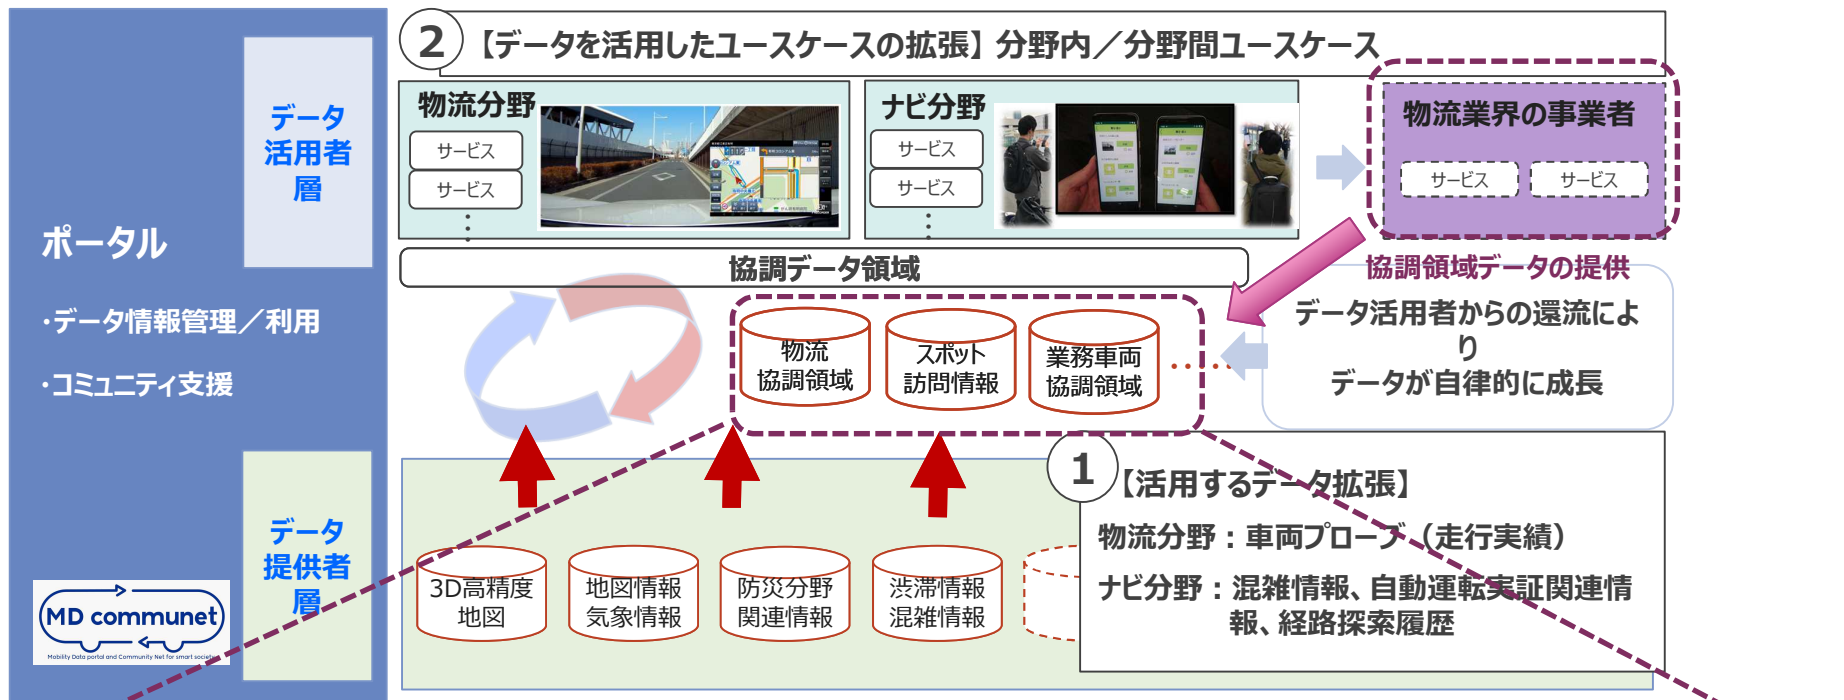 ② 【データを活用したユースケースの拡張】 分野内／分野間ユースケース
データ
活用者
層
物流分野
サービス
サービス
ナビ分野
サービス
サービス
物流業界の事業者
サービス
サービス
ポータル
・データ情報管理／利用
・コミュニティ支援
協調データ領域
協調領域データの提供
データ活用者からの還流によ
り
データが自律的に成長
物流
協調領域
スポット
訪問情報
業務車両
協調領域
データ
提供者
層
① 【活用するデータ拡張】
物流分野：車両プローブ（走行実績）
ナビ分野：混雑情報、自動運転実証関連情
報、経路探索履歴
3D高精度
地図
地図情報
気象情報
防災分野
関連情報
渋滞情報
混雑情報
MD communet
Mobility Data portal and Community Net for smart society